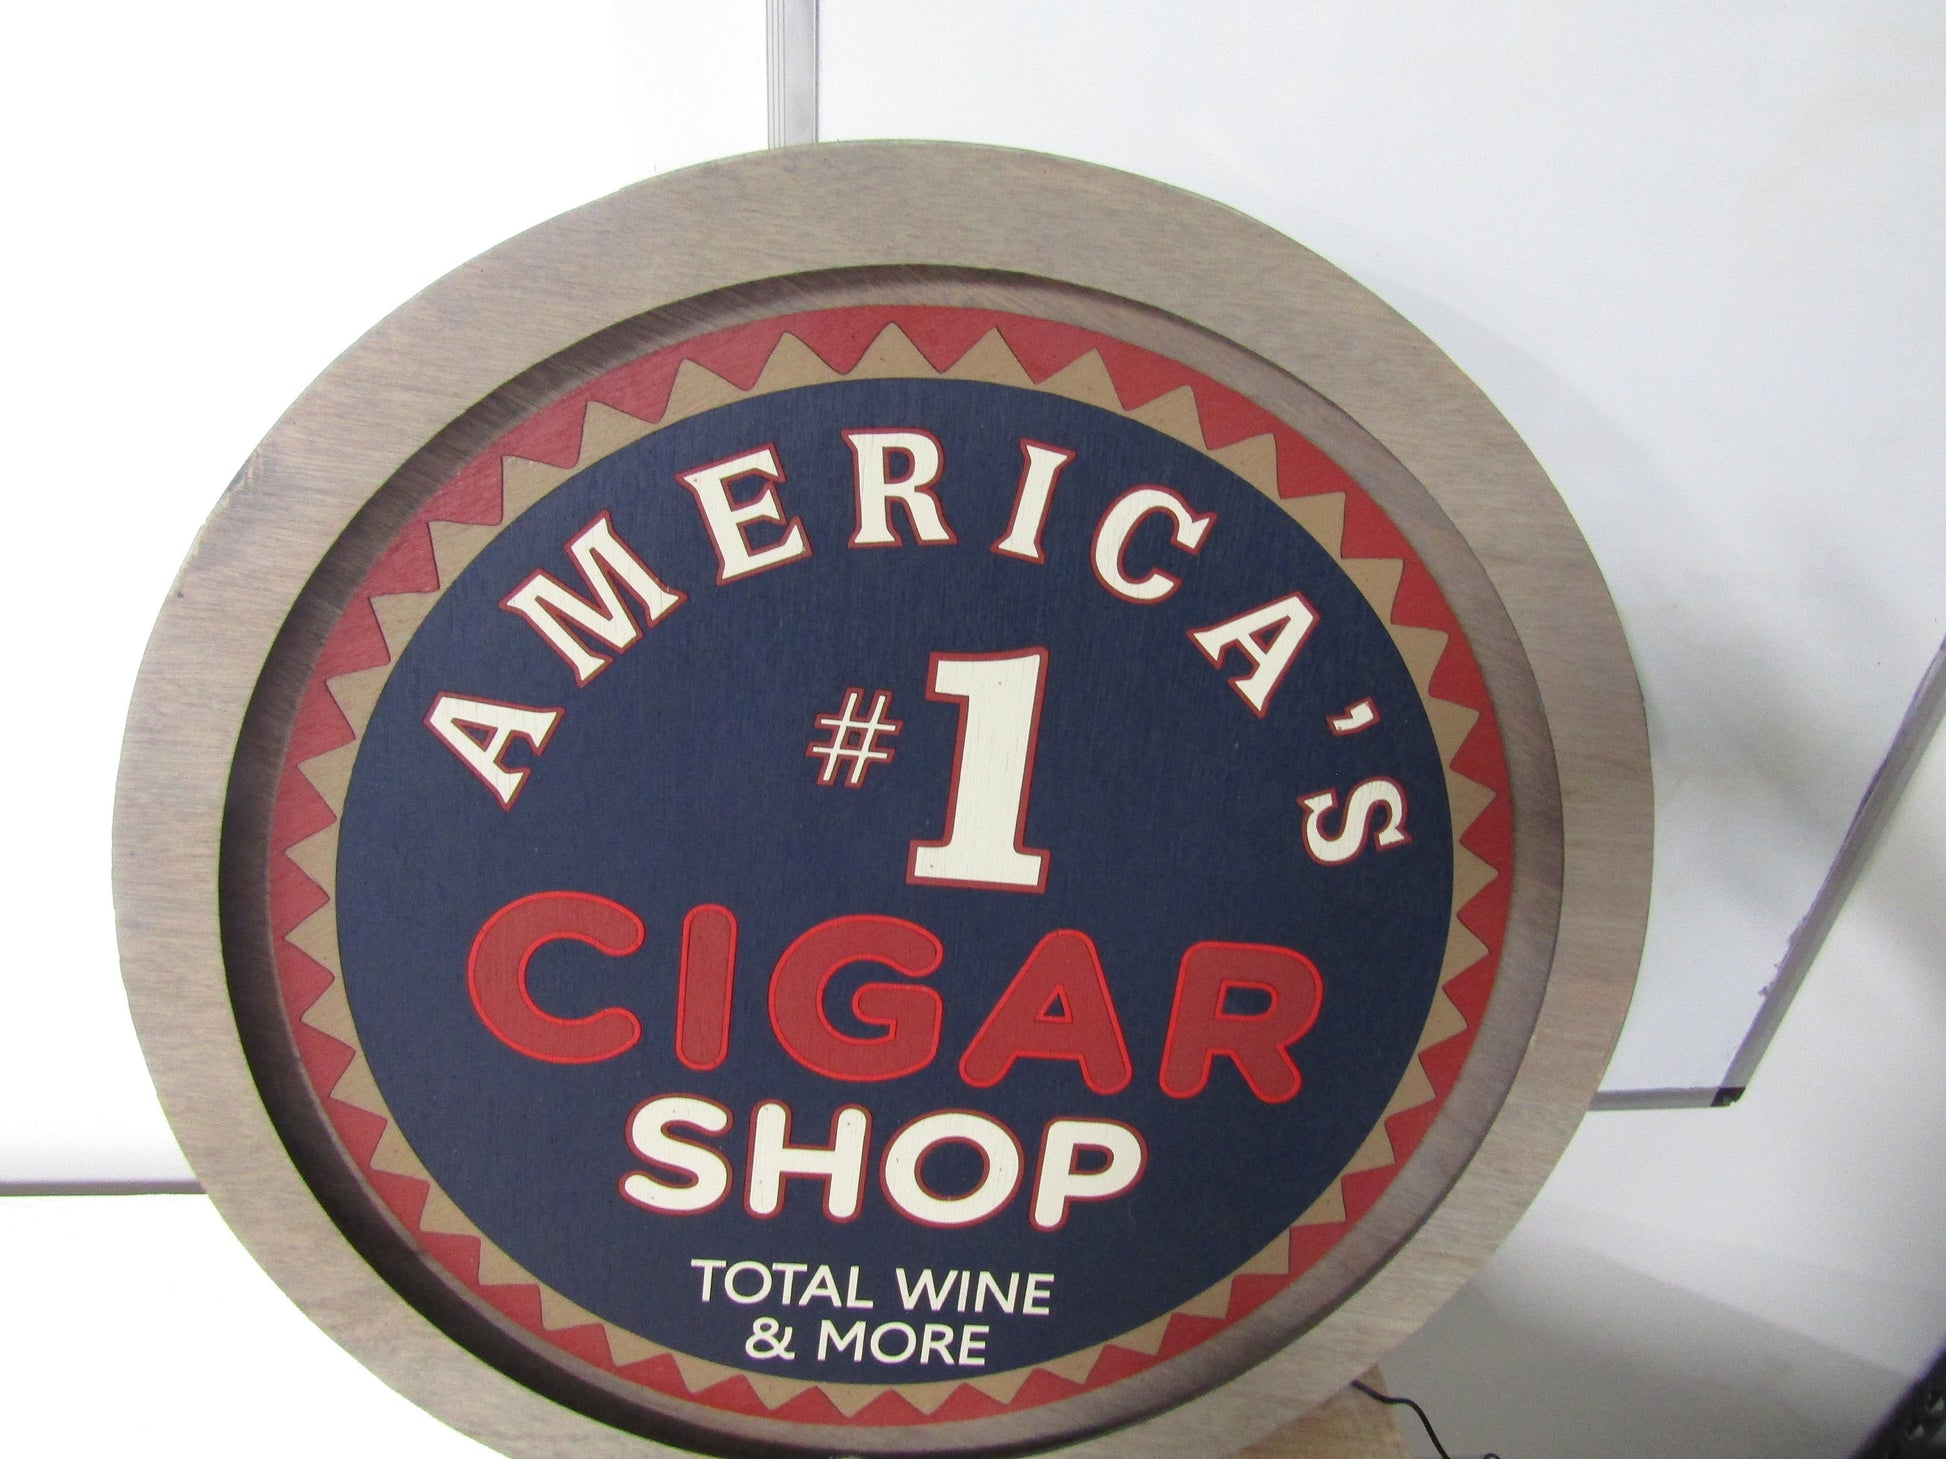 AMERICA'S
#1
CIGAR
SHOP
TOTAL WINE
& MORE